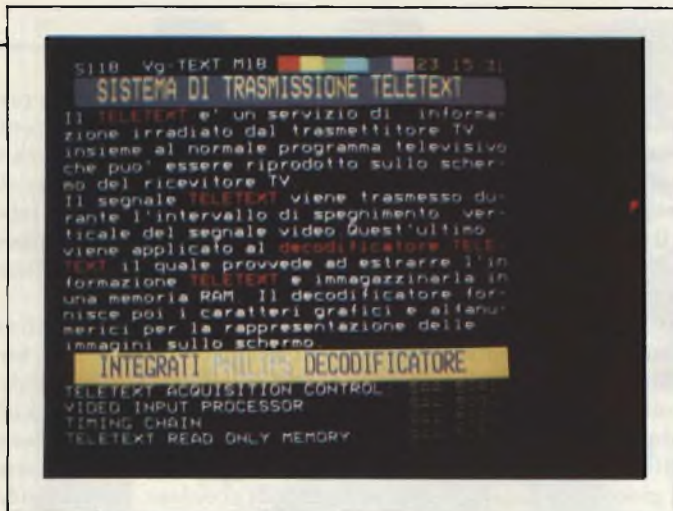 S118 Vg-TEXT M18 23 15
SISTEMA DI TRASMISSIONE TELETEXT
Il TELETEXT e' un servizio di informa-
zione irradiato dal trasmettitore TV
insieme al normale programma televisivo
che puo' essere riprodotto sullo scher-
mo del ricevitore TV
Il segnale TELETEXT viene trasmesso du-
rante l'intervallo di spegnimento ver-
ticale del segnale video Quest'ultimo
viene applicato al decodificatore TELE-
TEXT il quale provvede ad estrarre l'in
formazione TELETEXT e immagazzinarla in
una memoria RAM. Il decodificatore for-
nisce poi i caratteri grafici e alfanu-
merici per la rappresentazione delle
immagini sullo schermo.
INTEGRATI PHILIPS DECODIFICATORE
TELETEXT ACQUISITION CONTROL
VIDEO INPUT PROCESSOR
TIMING CHAIN
TELETEXT READ ONLY MEMORY